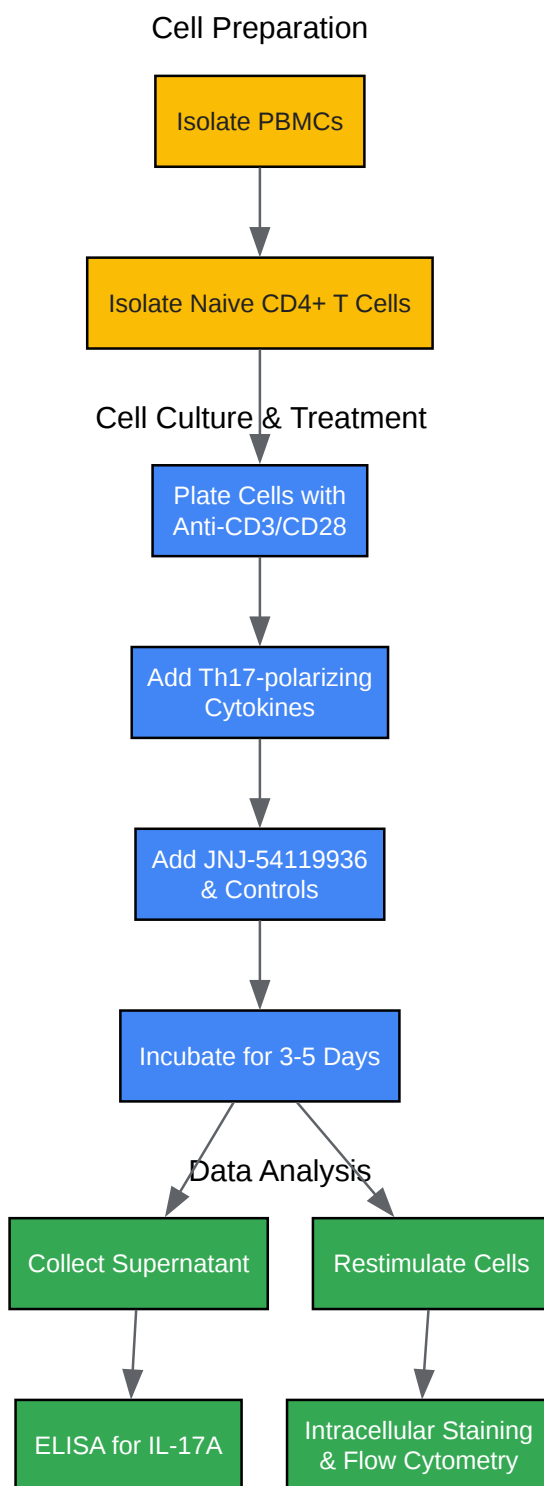 Cell Preparation
Isolate PBMCs
Isolate Naive CD4+ T Cells
Cell Culture & Treatment
Plate Cells with
Anti-CD3/CD28
Add Th17-polarizing
Cytokines
Add JNJ-54119936
& Controls
Incubate for 3-5 Days
Data Analysis
Collect Supernatant
Restimulate Cells
ELISA for IL-17A
Intracellular Staining
& Flow Cytometry